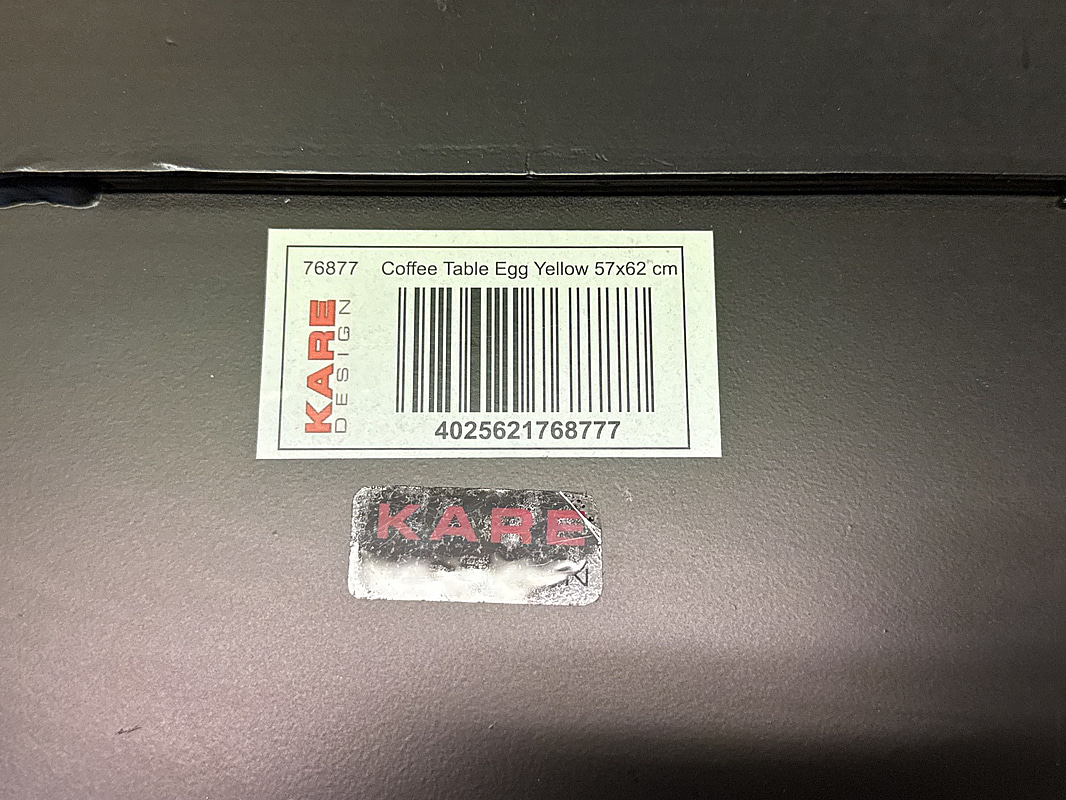 76877 Coffee Table Egg Yellow 57x62 cm
KARE
DESIGN
4025621768777
KARE